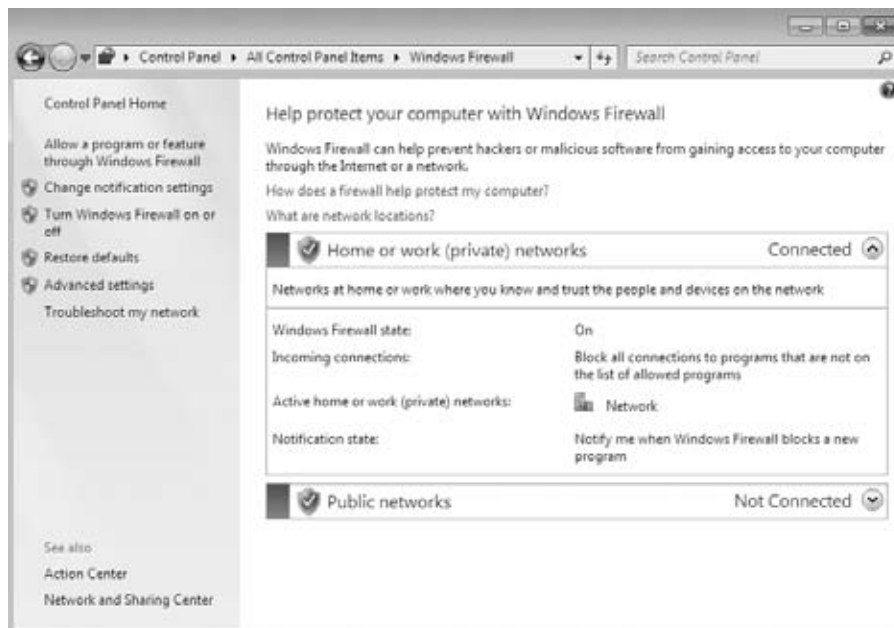 Control Panel ▸ All Control Panel Items ▸ Windows Firewall
Search Control Panel
Control Panel Home
Allow a program or feature
through Windows Firewall
Change notification settings
Turn Windows Firewall on or
off
Restore defaults
Advanced settings
Troubleshoot my network
See also
Action Center
Network and Sharing Center
Help protect your computer with Windows Firewall
Windows Firewall can help prevent hackers or malicious software from gaining access to your computer
through the Internet or a network.
How does a firewall help protect my computer?
What are network locations?
Home or work (private) networks Connected
Networks at home or work where you know and trust the people and devices on the network
Windows Firewall state: On
Incoming connections: Block all connections to programs that are not on
the list of allowed programs
Active home or work (private) networks: Network
Notification state: Notify me when Windows Firewall blocks a new
program
Public networks Not Connected